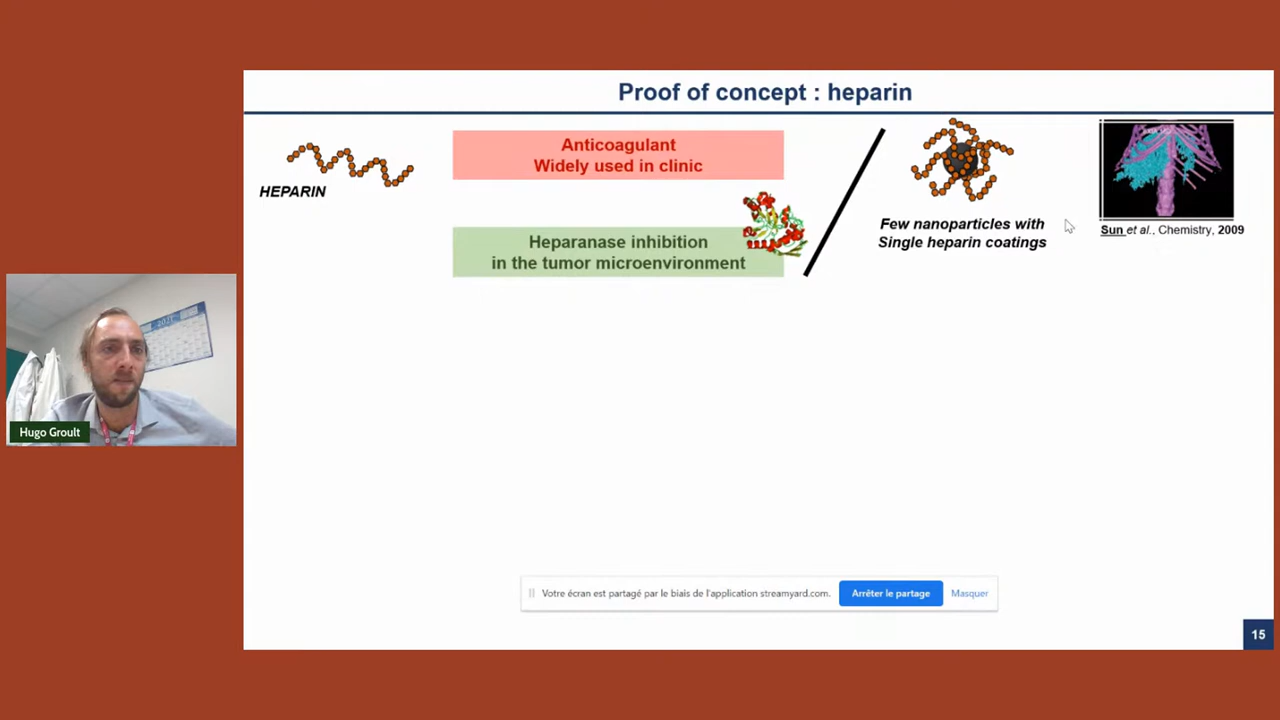 Proof of concept : heparin
Anticoagulant
Widely used in clinic
HEPARIN
Heparanase inhibition
in the tumor microenvironment
Few nanoparticles with
Single heparin coatings
Sun et al., Chemistry, 2009
2021
Hugo Groult
Votre écran est partagé par le biais de l'application streamyard.com.
Arrêter le partage
Masquer
15